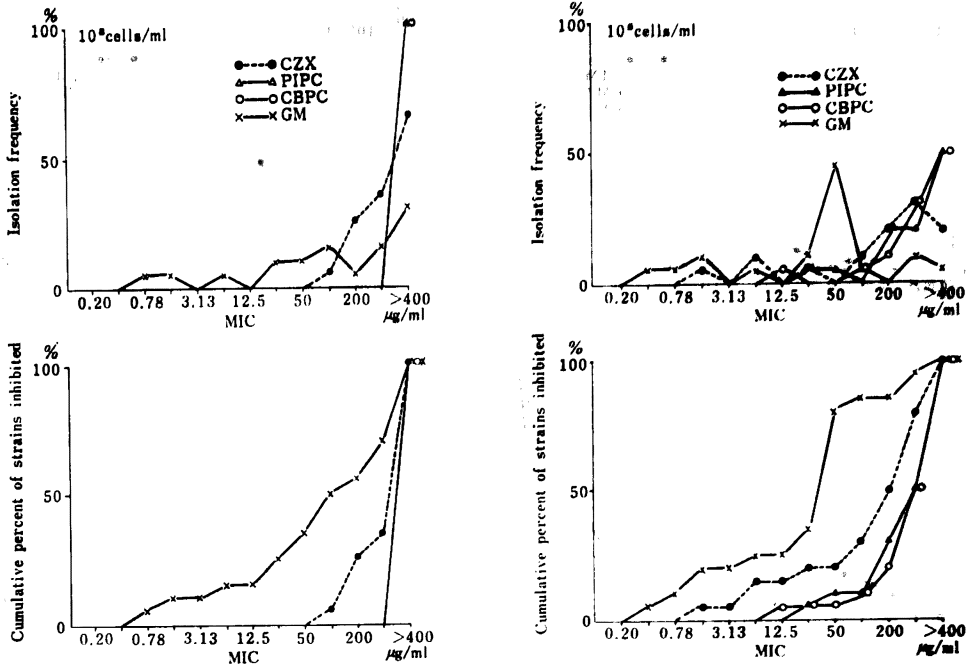 %
100
10⁸cells/ml
CZX
PIPC
CBPC
GM
50
0
0.20 0.78 3.13 12.5 50 200 >400
MIC
μg/ml
Isolation frequency
%
100
CZX
PIPC
CBPC
GM
50
0
0.20 0.78 3.13 12.5 50 200 >400
MIC
μg/ml
Isolation frequency
%
100
50
0
0.20 0.78 3.13 12.5 50 200 >400
MIC
μg/ml
Cumulative percent of strains inhibited
%
100
50
0
0.20 0.78 3.13 12.5 50 200 >400
MIC
μg/ml
Cumulative percent of strains inhibited